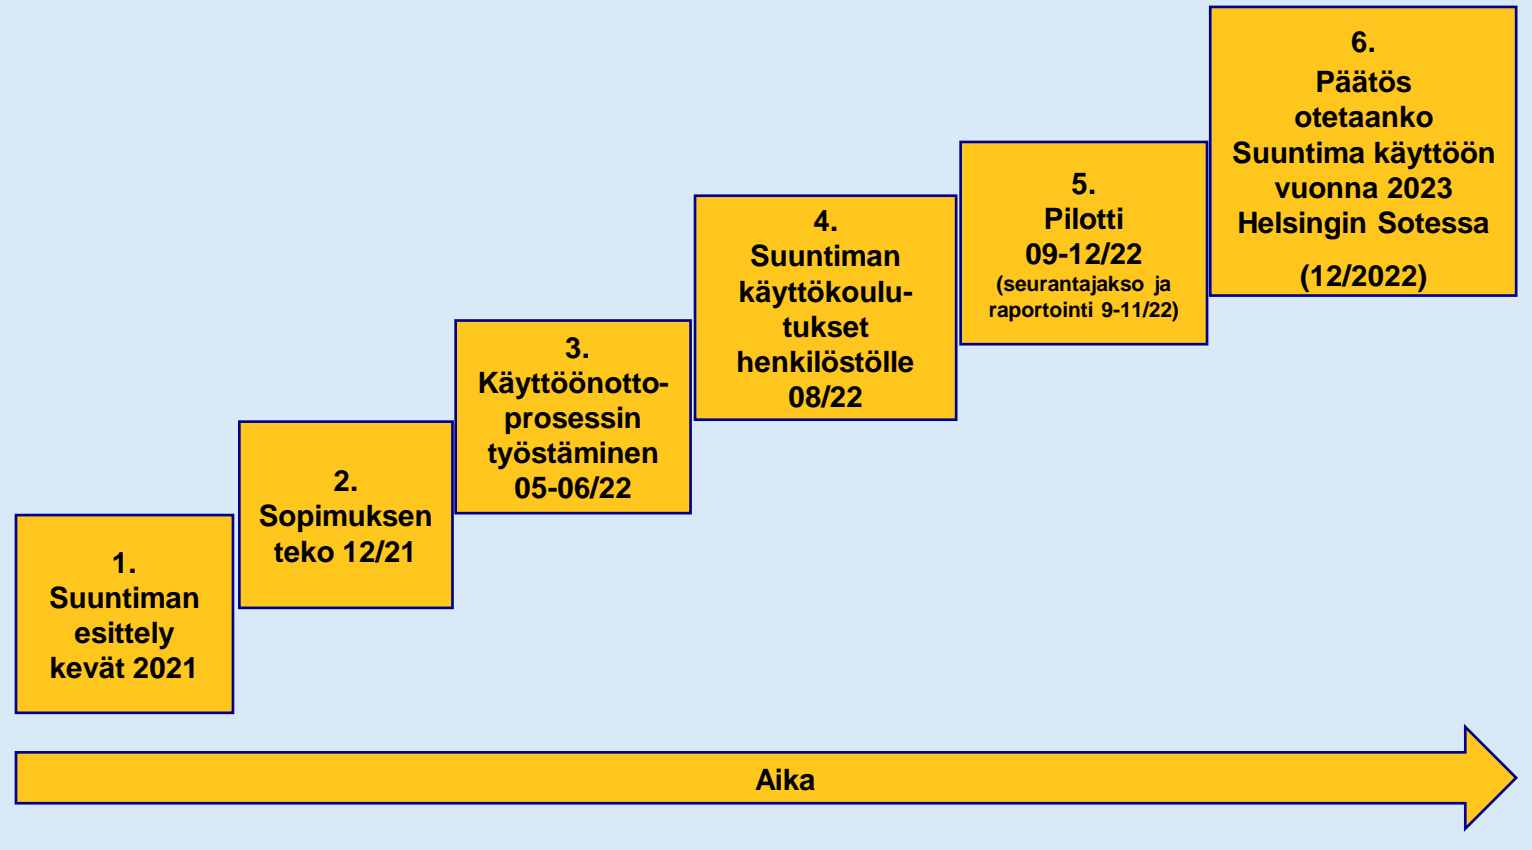 1.
Suuntiman
esittely
kevät 2021
2.
Sopimuksen
teko 12/21
3.
Käyttöönotto-
prosessin
työstäminen
05-06/22
4.
Suuntiman
käyttökoulu-
tukset
henkilöstölle
08/22
5.
Pilotti
09-12/22
(seurantajakso ja
raportointi 9-11/22)
6.
Päätös
otetaanko
Suuntima käyttöön
vuonna 2023
Helsingin Sotessa
(12/2022)
Aika